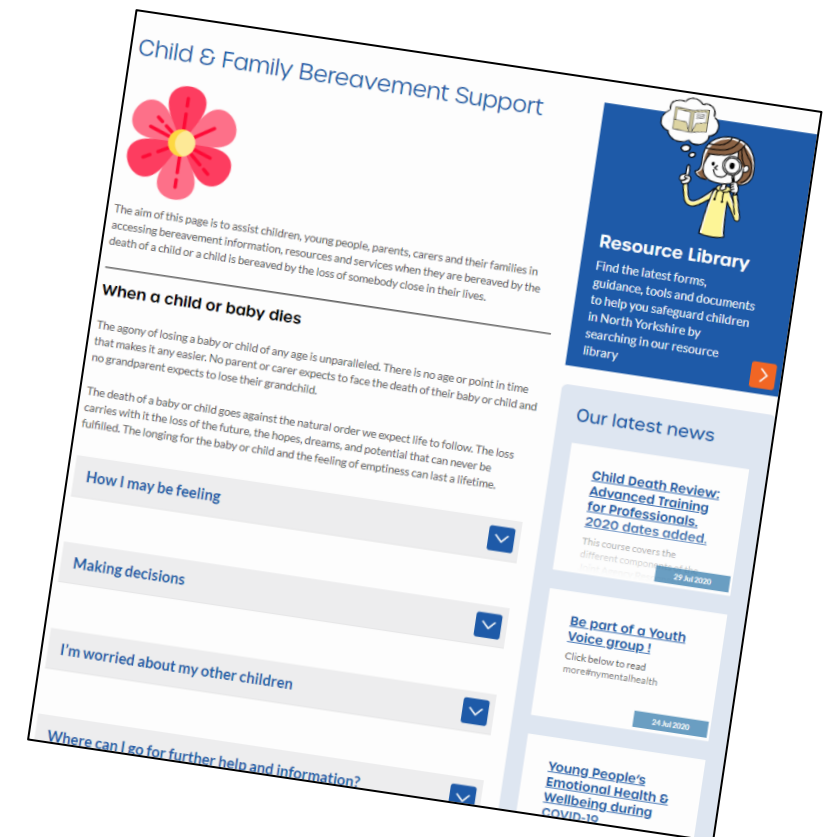 Child & Family Bereavement Support
The aim of this page is to assist children, young people, parents, carers and their families in
accessing bereavement information, resources and services when they are bereaved by the
death of a child or a child is bereaved by the loss of somebody close in their lives.
When a child or baby dies
The agony of losing a baby or child of any age is unparalleled. There is no age or point in time
that makes it any easier. No parent or carer expects to face the death of their baby or child and
no grandparent expects to lose their grandchild.
The death of a baby or child goes against the natural order we expect life to follow. The loss
carries with it the loss of the future, the hopes, dreams, and potential that can never be
fulfilled. The longing for the baby or child and the feeling of emptiness can last a lifetime.
How I may be feeling
Making decisions
I'm worried about my other children
Where can I go for further help and information?
Resource Library
Find the latest forms,
guidance, tools and documents
to help you safeguard children
in North Yorkshire by
searching in our resource
library
Our latest news
Child Death Review:
Advanced Training
for Professionals.
2020 dates added.
This course covers the
different components of the
29 Jul 2020
Be part of a Youth
Voice group !
Click below to read
more#nymentalhealth
24 Jul 2020
Young People's
Emotional Health &
Wellbeing during
COVID-19